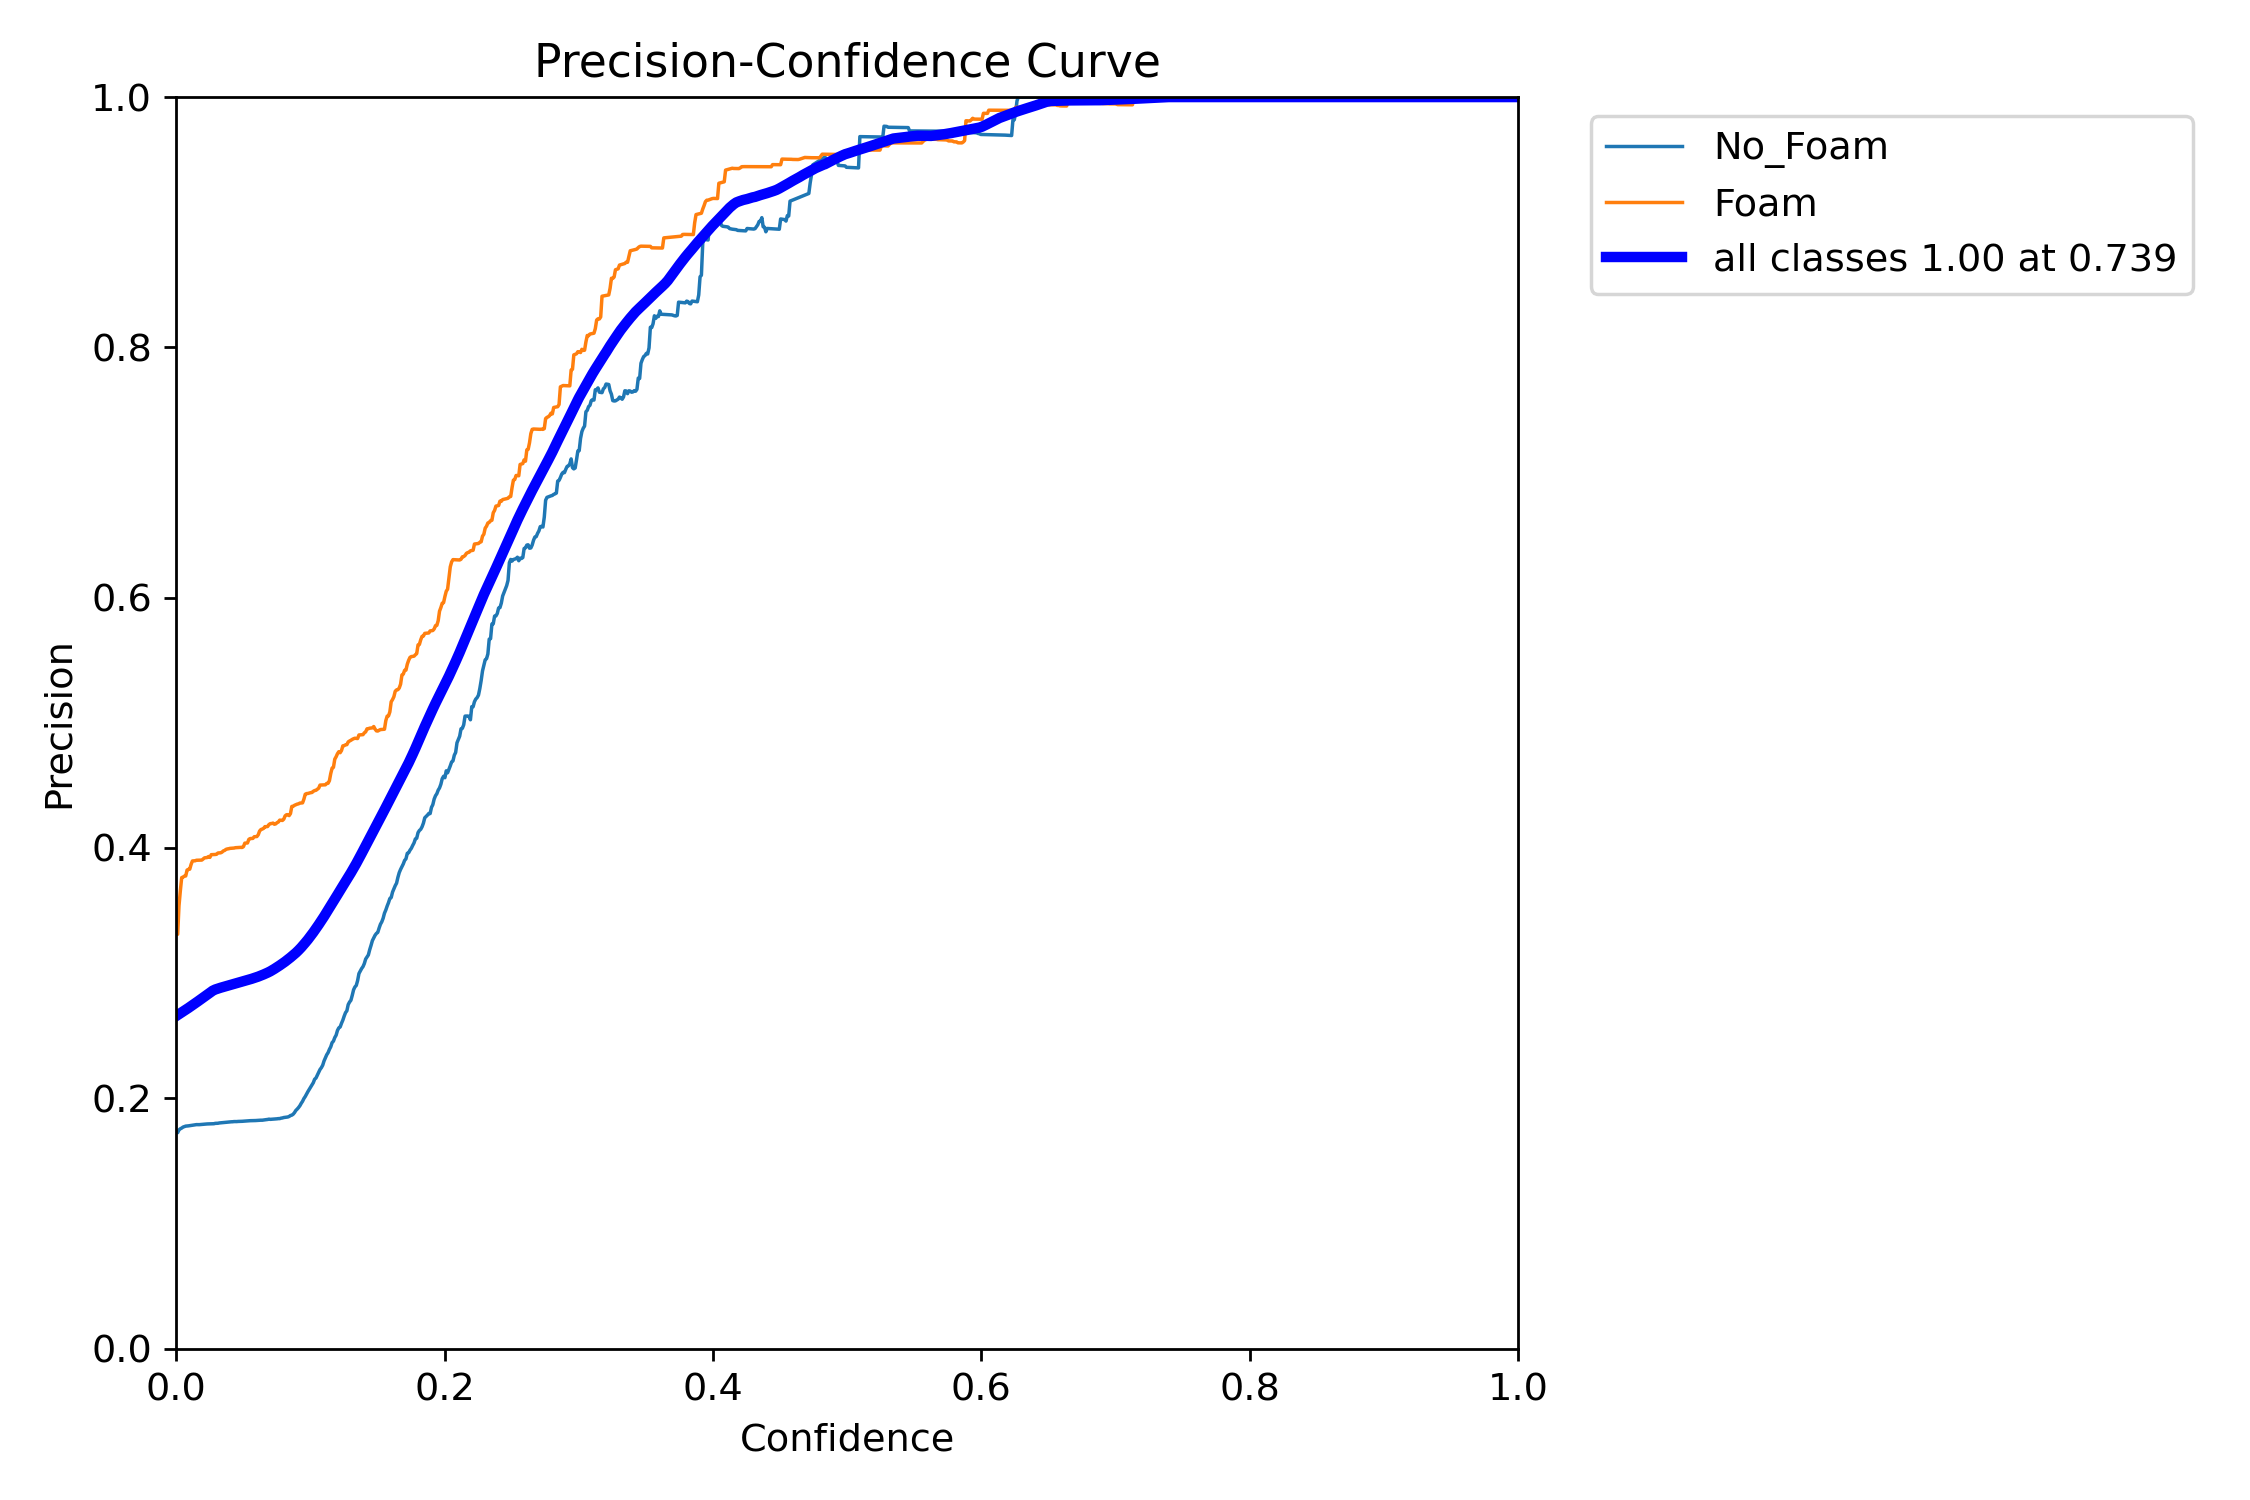 Precision-Confidence Curve
1.0
0.8
0.6
0.4
0.2
0.0
Precision
0.0 0.2 0.4 0.6 0.8 1.0
Confidence
No_Foam
Foam
all classes 1.00 at 0.739